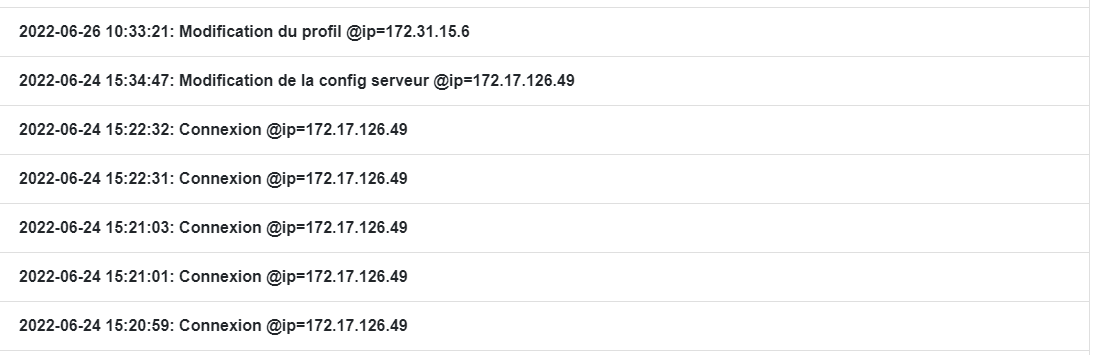 2022-06-26 10:33:21: Modification du profil @ip=172.31.15.6
2022-06-24 15:34:47: Modification de la config serveur @ip=172.17.126.49
2022-06-24 15:22:32: Connexion @ip=172.17.126.49
2022-06-24 15:22:31: Connexion @ip=172.17.126.49
2022-06-24 15:21:03: Connexion @ip=172.17.126.49
2022-06-24 15:21:01: Connexion @ip=172.17.126.49
2022-06-24 15:20:59: Connexion @ip=172.17.126.49